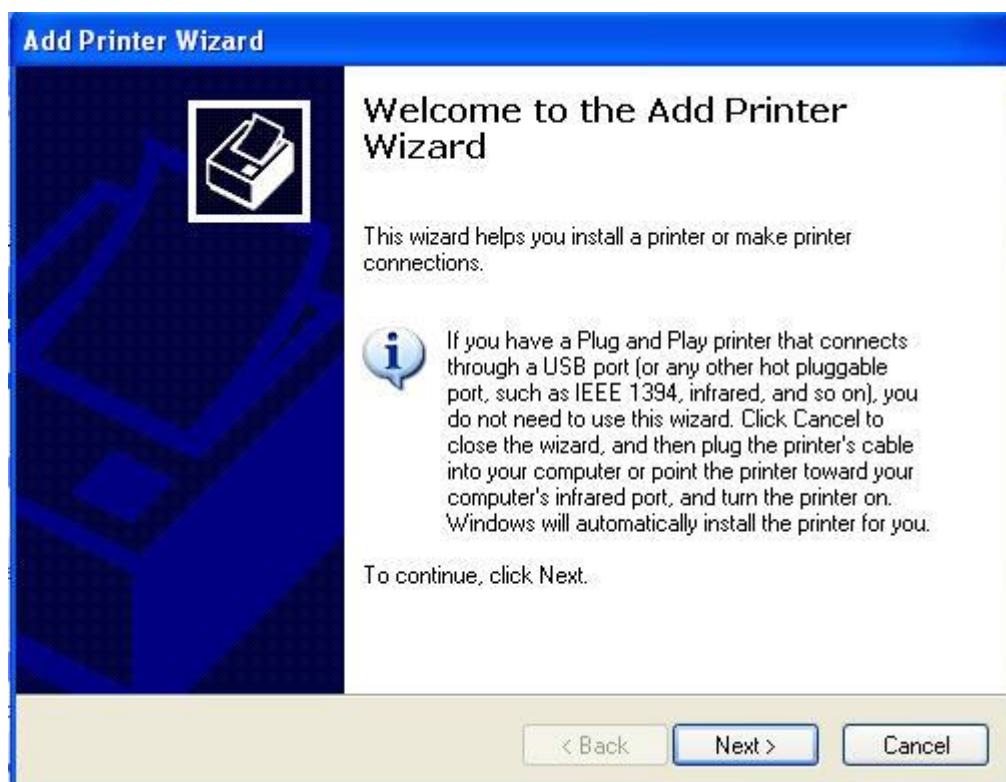 Add Printer Wizard
Welcome to the Add Printer
Wizard
This wizard helps you install a printer or make printer
connections.
If you have a Plug and Play printer that connects
through a USB port (or any other hot pluggable
port, such as IEEE 1394, infrared, and so on), you
do not need to use this wizard. Click Cancel to
close the wizard, and then plug the printer's cable
into your computer or point the printer toward your
computer's infrared port, and turn the printer on.
Windows will automatically install the printer for you.
To continue, click Next.
< Back Next > Cancel